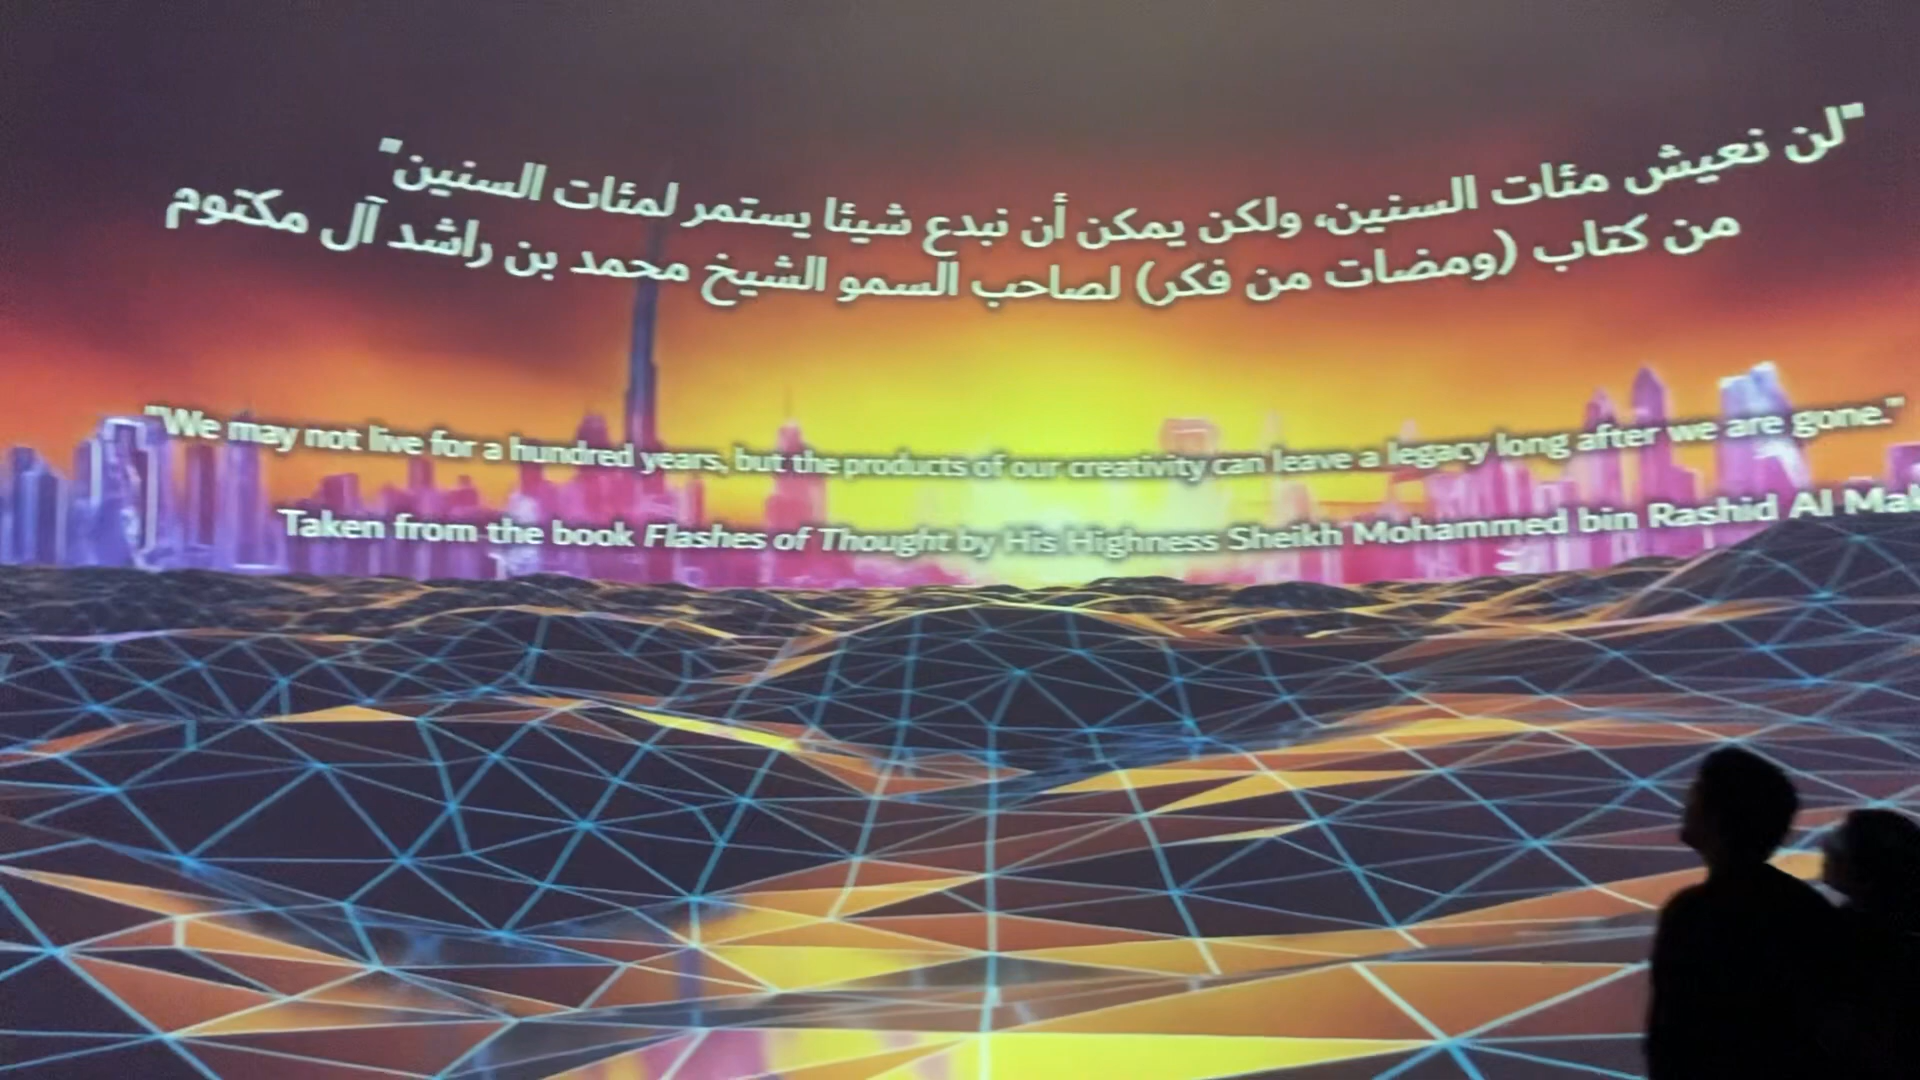 "لن نعيش مئات السنين، ولكن يمكن أن نبدع شيئا يستمر لمئات السنين"
من كتاب (ومضات من فكر) لصاحب السمو الشيخ محمد بن راشد آل مكتوم
"We may not live for a hundred years, but the products of our creativity can leave a legacy long after we are gone."
Taken from the book Flashes of Thought by His Highness Sheikh Mohammed bin Rashid Al